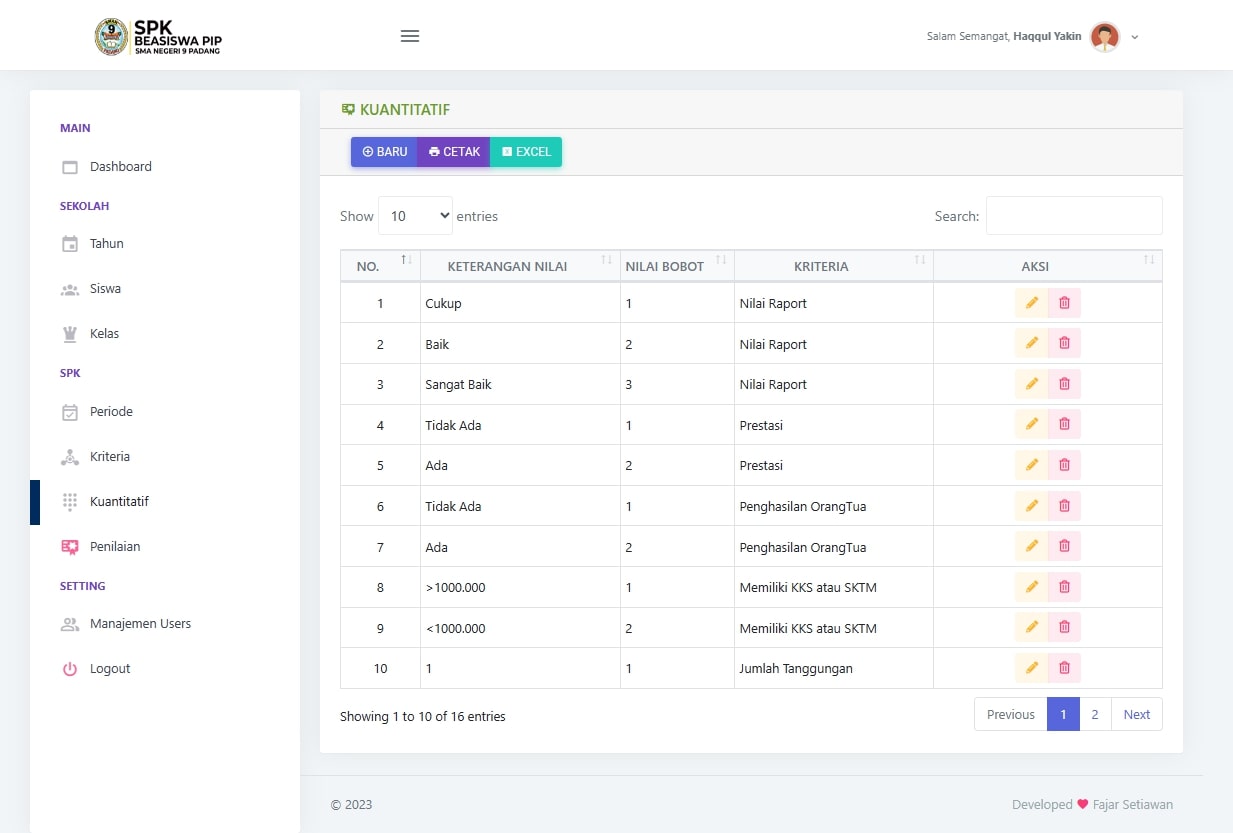 SPK
BEASISWA PIP
SMA NEGERI 9 PADANG
Salam Semangat, Haqqul Yakin
MAIN
Dashboard
SEKOLAH
Tahun
Siswa
Kelas
SPK
Periode
Kriteria
Kuantitatif
Penilaian
SETTING
Manajemen Users
Logout
KUANTITATIF
BARU CETAK EXCEL
Show 10 entries Search:
NO. KETERANGAN NILAI NILAI BOBOT KRITERIA AKSI
1 Cukup 1 Nilai Raport
2 Baik 2 Nilai Raport
3 Sangat Baik 3 Nilai Raport
4 Tidak Ada 1 Prestasi
5 Ada 2 Prestasi
6 Tidak Ada 1 Penghasilan OrangTua
7 Ada 2 Penghasilan OrangTua
8 >1000.000 1 Memiliki KKS atau SKTM
9 <1000.000 2 Memiliki KKS atau SKTM
10 1 1 Jumlah Tanggungan
Showing 1 to 10 of 16 entries Previous 1 2 Next
© 2023 Developed ❤ Fajar Setiawan